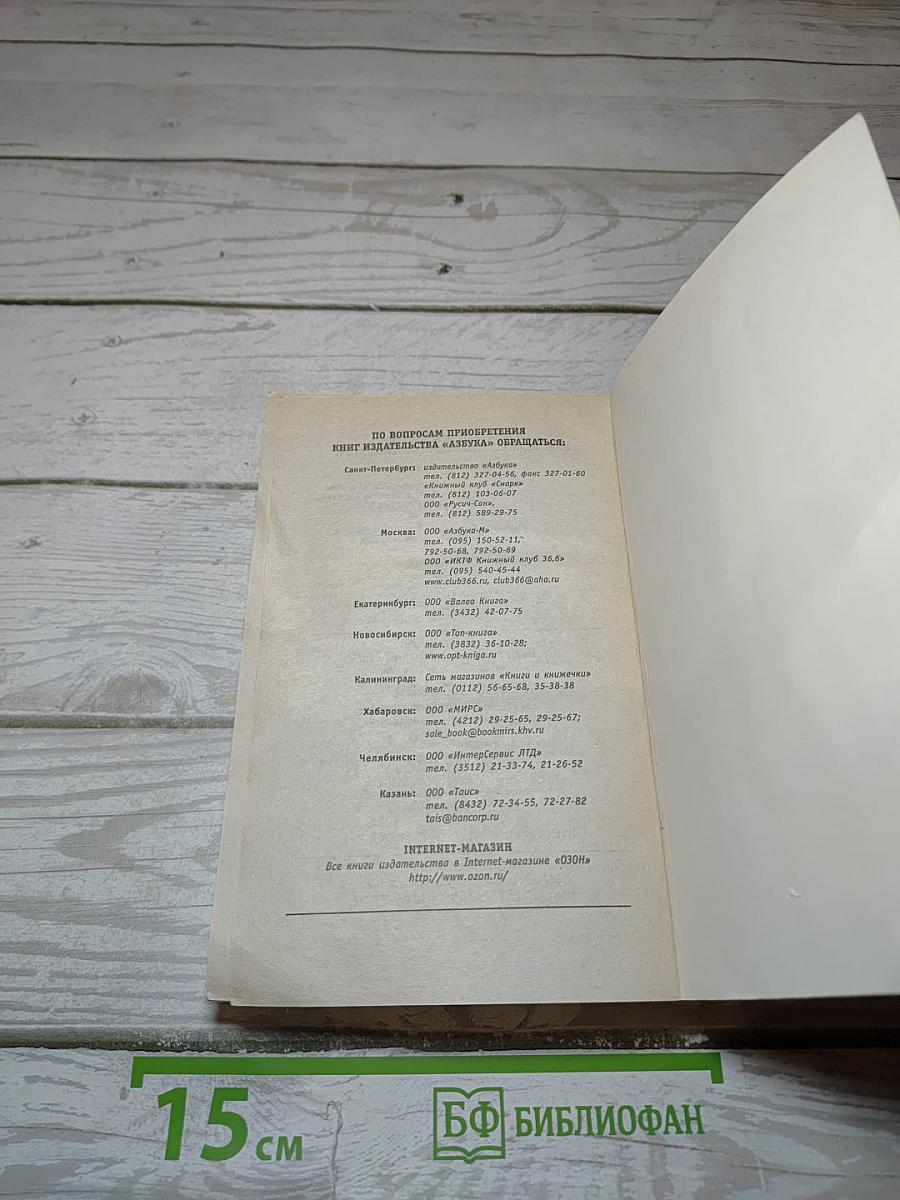 ПО ВОПРОСАМ ПРИОБРЕТЕНИЯ
КНИГ ИЗДАТЕЛЬСТВА «АЗБУКА» ОБРАЩАТЬСЯ:
Санкт-Петербург: издательство «Азбука»
тел. (812) 327-04-56, факс 327-01-60
«Книжный клуб «Снарк»
тел. (812) 103-06-07
ООО «Русич-Сан»,
тел. (812) 589-29-75
Москва: ООО «Азбука-М»
тел. (095) 150-52-11,
792-50-68, 792-50-69
ООО «ИКТФ Книжный клуб 36,6»
тел. (095) 540-45-44
www.club366.ru, club366@aha.ru
Екатеринбург: ООО «Валео Книга»
тел. (3432) 42-07-75
Новосибирск: ООО «Топ-книга»
тел. (3832) 36-10-28;
www.opt-kniga.ru
Калининград: Сеть магазинов «Книги и книжечки»
тел. (0112) 56-65-68, 35-38-38
Хабаровск: ООО «МИРС»
тел. (4212) 29-25-65, 29-25-67;
sale_book@bookmirs.khv.ru
Челябинск: ООО «ИнтерСервис ЛТД»
тел. (3512) 21-33-74, 21-26-52
Казань: ООО «Таис»
тел. (8432) 72-34-55, 72-27-82
tais@bancorp.ru
INTERNET-МАГАЗИН
Все книги издательства в Internet-магазине «ОЗОН»
http://www.ozon.ru/
15 см
БФ БИБЛИОФАН